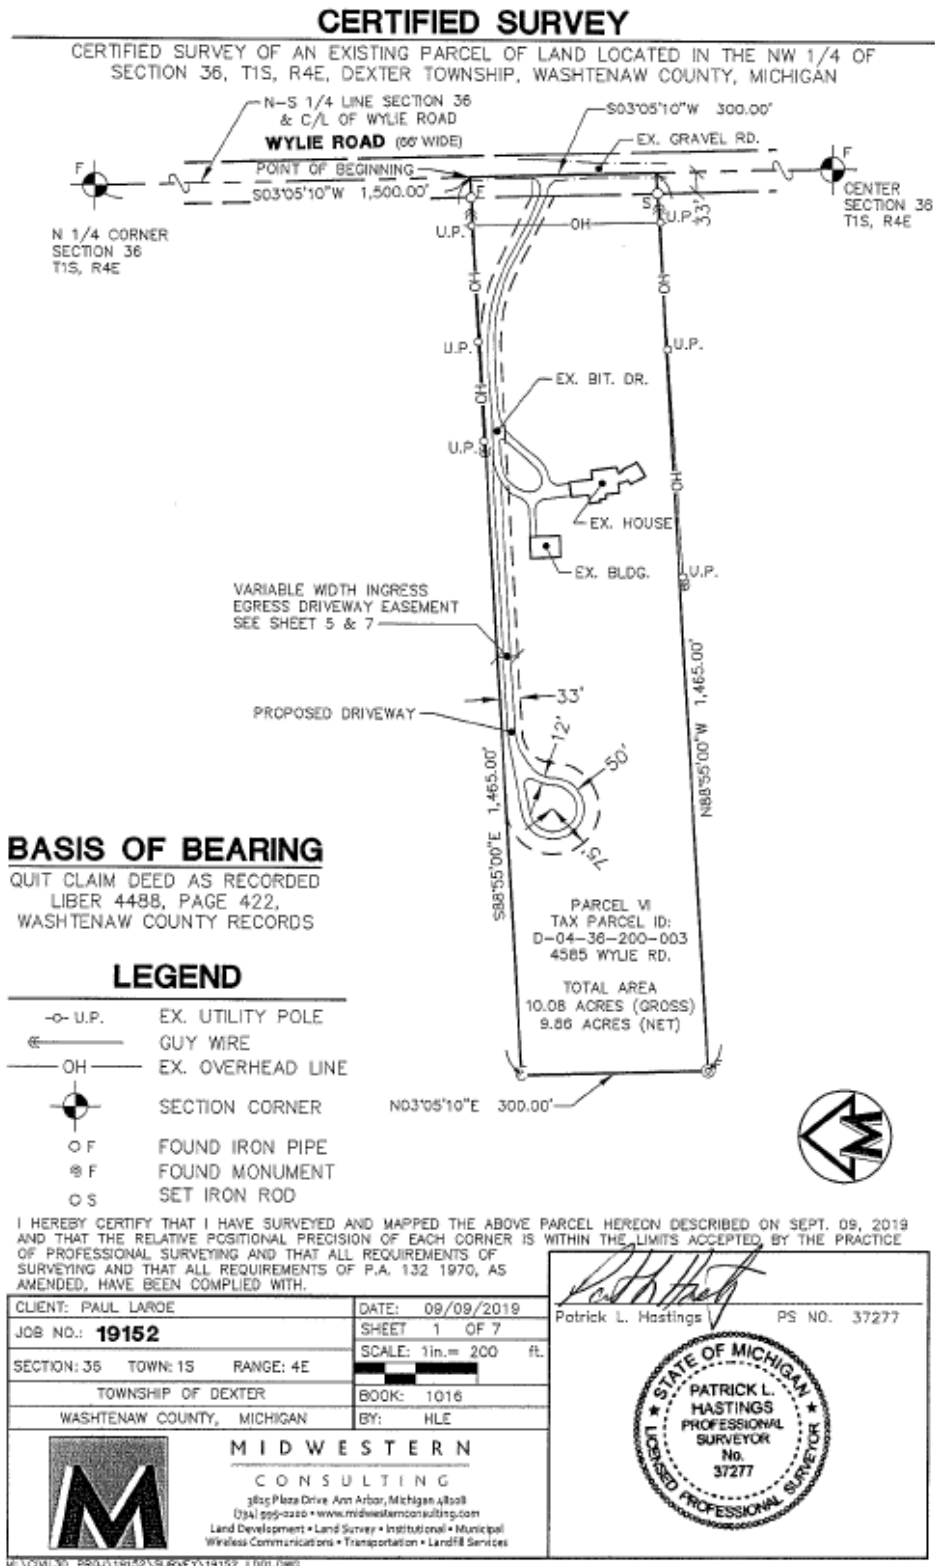 CERTIFIED SURVEY
CERTIFIED SURVEY OF AN EXISTING PARCEL OF LAND LOCATED IN THE NW 1/4 OF
SECTION 36, T1S, R4E, DEXTER TOWNSHIP, WASHTENAW COUNTY, MICHIGAN
N-S 1/4 LINE SECTION 36
& C/L OF WYLIE ROAD
WYLIE ROAD (66' WIDE)
S03°05'10"W 300.00'
EX. GRAVEL RD.
F
POINT OF BEGINNING
S03°05'10"W 1,500.00'
F
F
S
33'
CENTER
SECTION 36
T1S, R4E
N 1/4 CORNER
SECTION 36
T1S, R4E
U.P.
OH
U.P.
OH
OH
U.P.
U.P.
EX. BIT. DR.
OH
U.P.
OH
EX. HOUSE
EX. BLDG.
U.P.
VARIABLE WIDTH INGRESS
EGRESS DRIVEWAY EASEMENT
SEE SHEET 5 & 7
33'
PROPOSED DRIVEWAY
12'
50'
75'
S88°55'00"E 1,465.00'
N88°55'00"W 1,465.00'
BASIS OF BEARING
QUIT CLAIM DEED AS RECORDED
LIBER 4488, PAGE 422,
WASHTENAW COUNTY RECORDS
PARCEL VI
TAX PARCEL ID:
D-04-36-200-003
4585 WYLIE RD.
TOTAL AREA
10.08 ACRES (GROSS)
9.86 ACRES (NET)
N03°05'10"E 300.00'
LEGEND
U.P. EX. UTILITY POLE
GUY WIRE
OH EX. OVERHEAD LINE
SECTION CORNER
F FOUND IRON PIPE
F FOUND MONUMENT
S SET IRON ROD
M
I HEREBY CERTIFY THAT I HAVE SURVEYED AND MAPPED THE ABOVE PARCEL HEREON DESCRIBED ON SEPT. 09, 2019
AND THAT THE RELATIVE POSITIONAL PRECISION OF EACH CORNER IS WITHIN THE LIMITS ACCEPTED BY THE PRACTICE
OF PROFESSIONAL SURVEYING AND THAT ALL REQUIREMENTS OF
SURVEYING AND THAT ALL REQUIREMENTS OF P.A. 132 1970, AS
AMENDED, HAVE BEEN COMPLIED WITH.
CLIENT: PAUL LAROE
DATE: 09/09/2019
JOB NO.: 19152
SHEET 1 OF 7
SCALE: 1in.= 200 ft.
SECTION: 36 TOWN: 1S RANGE: 4E
TOWNSHIP OF DEXTER
BOOK: 1016
WASHTENAW COUNTY, MICHIGAN
BY: HLE
Patrick L. Hastings PS NO. 37277
STATE OF MICHIGAN
PATRICK L.
HASTINGS
PROFESSIONAL
SURVEYOR
No.
37277
LICENSED PROFESSIONAL SURVEYOR
M
MIDWESTERN
CONSULTING
3815 Plaza Drive Ann Arbor, Michigan 48108
(734) 995-0200 • www.midwesternconsulting.com
Land Development • Land Survey • Institutional • Municipal
Wireless Communications • Transportation • Landfill Services